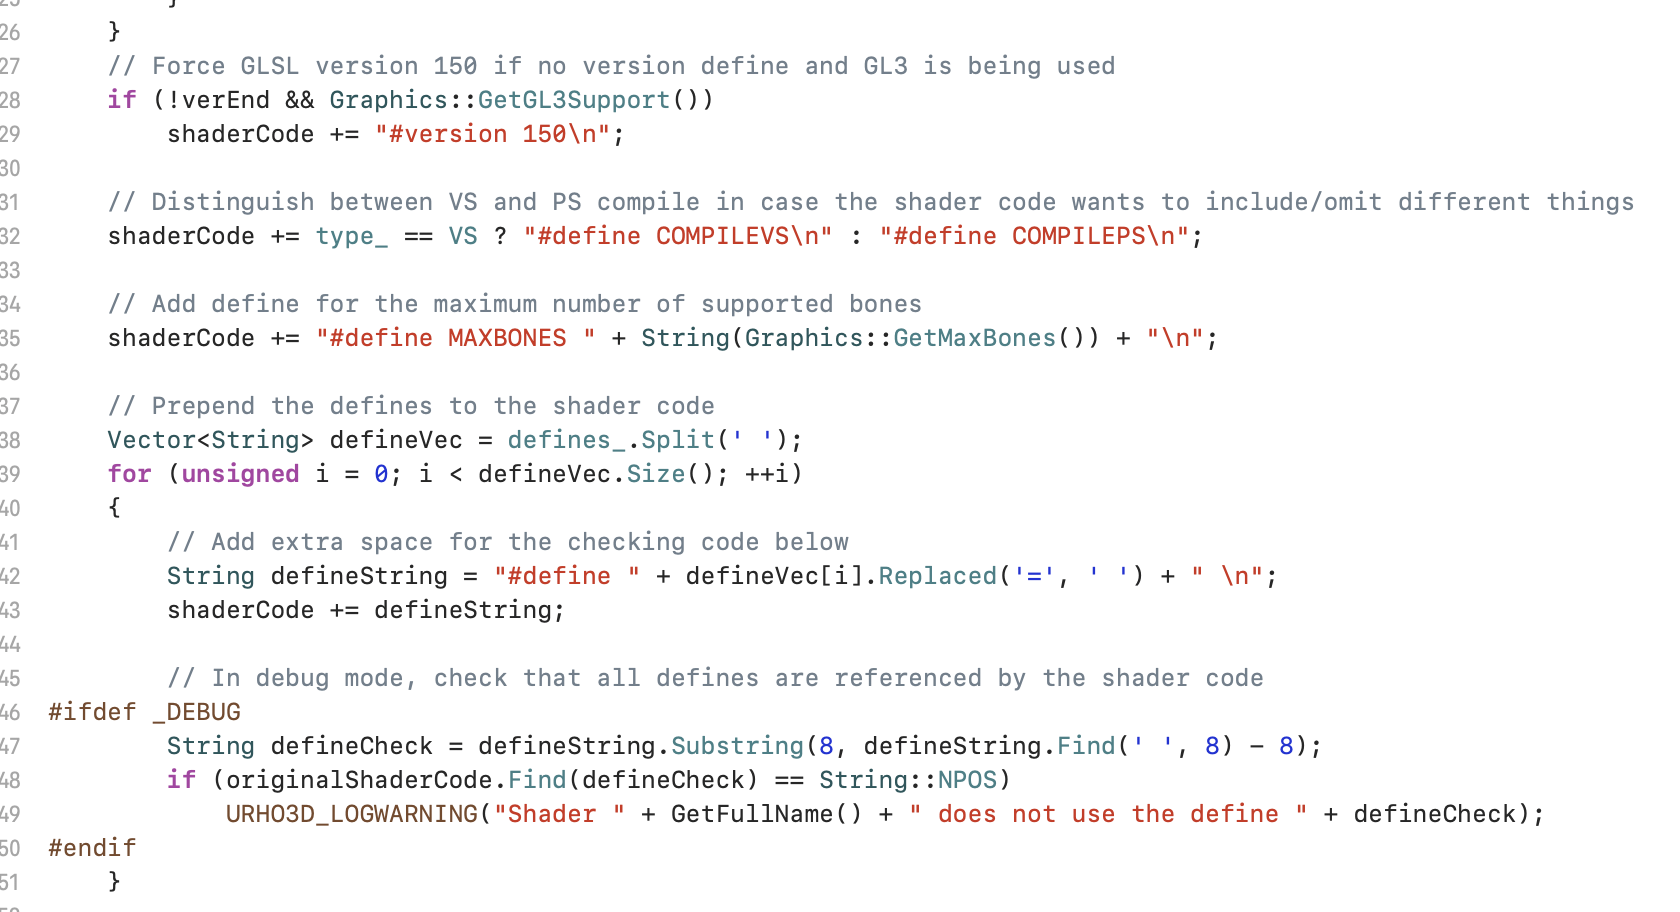 26    }
27    // Force GLSL version 150 if no version define and GL3 is being used
28    if (!verEnd && Graphics::GetGL3Support())
29        shaderCode += "#version 150\n";
30
31    // Distinguish between VS and PS compile in case the shader code wants to include/omit different things
32    shaderCode += type_ == VS ? "#define COMPILEVS\n" : "#define COMPILEPS\n";
33
34    // Add define for the maximum number of supported bones
35    shaderCode += "#define MAXBONES " + String(Graphics::GetMaxBones()) + "\n";
36
37    // Prepend the defines to the shader code
38    Vector<String> defineVec = defines_.Split(' ');
39    for (unsigned i = 0; i < defineVec.Size(); ++i)
40    {
41        // Add extra space for the checking code below
42        String defineString = "#define " + defineVec[i].Replaced('=', ' ') + " \n";
43        shaderCode += defineString;
44
45        // In debug mode, check that all defines are referenced by the shader code
46 #ifdef _DEBUG
47        String defineCheck = defineString.Substring(8, defineString.Find(' ', 8) - 8);
48        if (originalShaderCode.Find(defineCheck) == String::NPOS)
49            URHO3D_LOGWARNING("Shader " + GetFullName() + " does not use the define " + defineCheck);
50 #endif
51    }